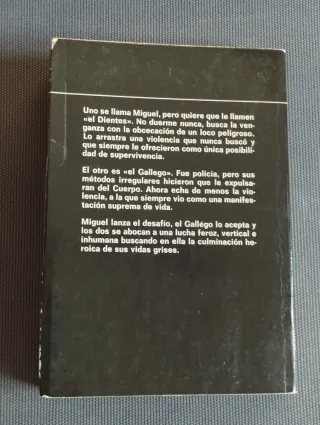 Uno se llama Miguel, pero quiere que le llamen
«el Dientes». No duerme nunca, busca la ven-
ganza con la obcecación de un loco peligroso.
Lo arrastra una violencia que nunca buscó y
que siempre le ofrecieron como única posibili-
dad de supervivencia.
El otro es «el Gallego». Fue policía, pero sus
métodos irregulares hicieron que le expulsa-
ran del Cuerpo. Ahora echa de menos la vio-
lencia, a la que siempre vio como una manifes-
tación suprema de vida.
Miguel lanza el desafío, el Gallego lo acepta y
los dos se abocan a una lucha feroz, vertical e
inhumana buscando en ella la culminación he-
roica de sus vidas grises.